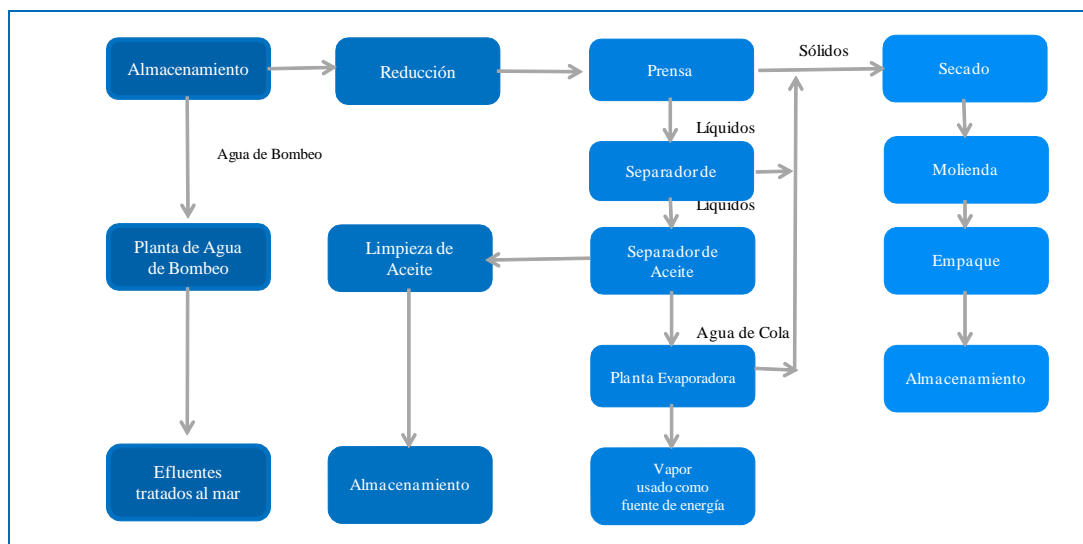 Almacenamiento
Reducción
Prensa
Sólidos
Secado
Líquidos
Agua de Bombeo
Separador de
Molienda
Líquidos
Planta de Agua
de Bombeo
Limpieza de
Aceite
Separador de
Aceite
Empaque
Agua de Cola
Planta Evaporadora
Almacenamiento
Efluentes
tratados al mar
Almacenamiento
Vapor
usado como
fuente de energía